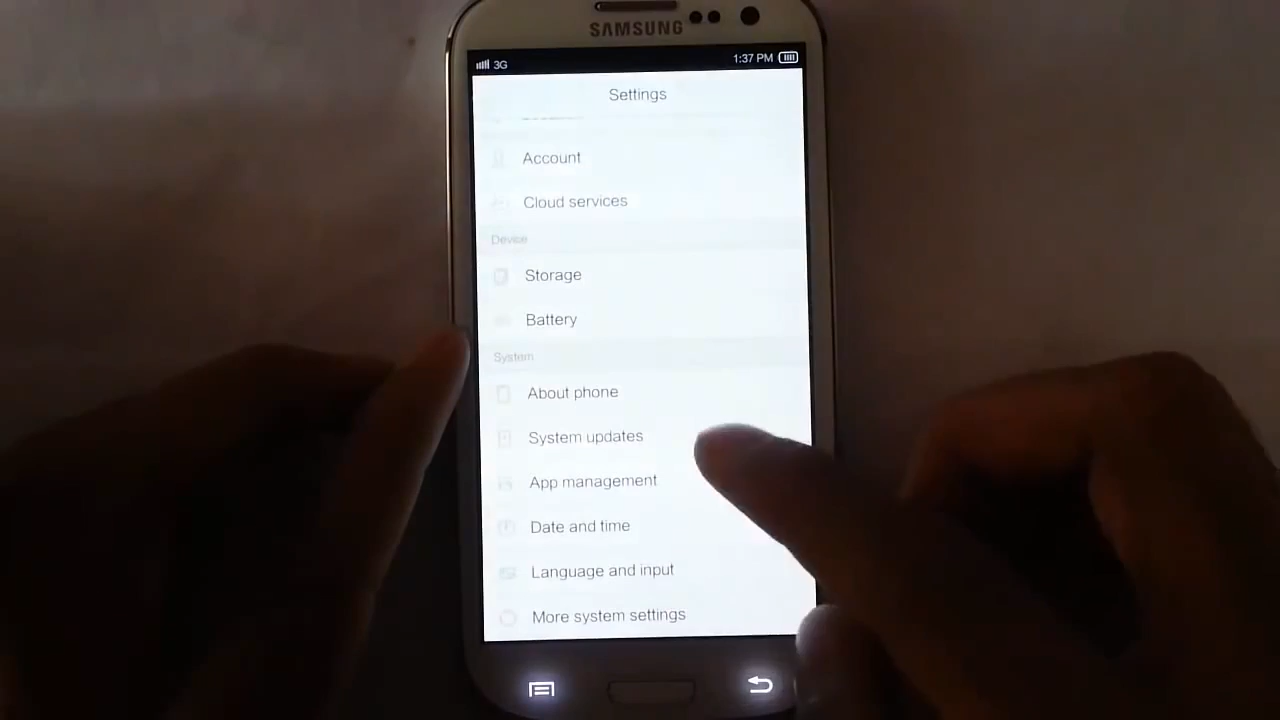 SAMSUNG
3G
1:37 PM
Settings
Account
Cloud services
Device
Storage
Battery
System
About phone
System updates
App management
Date and time
Language and input
More system settings